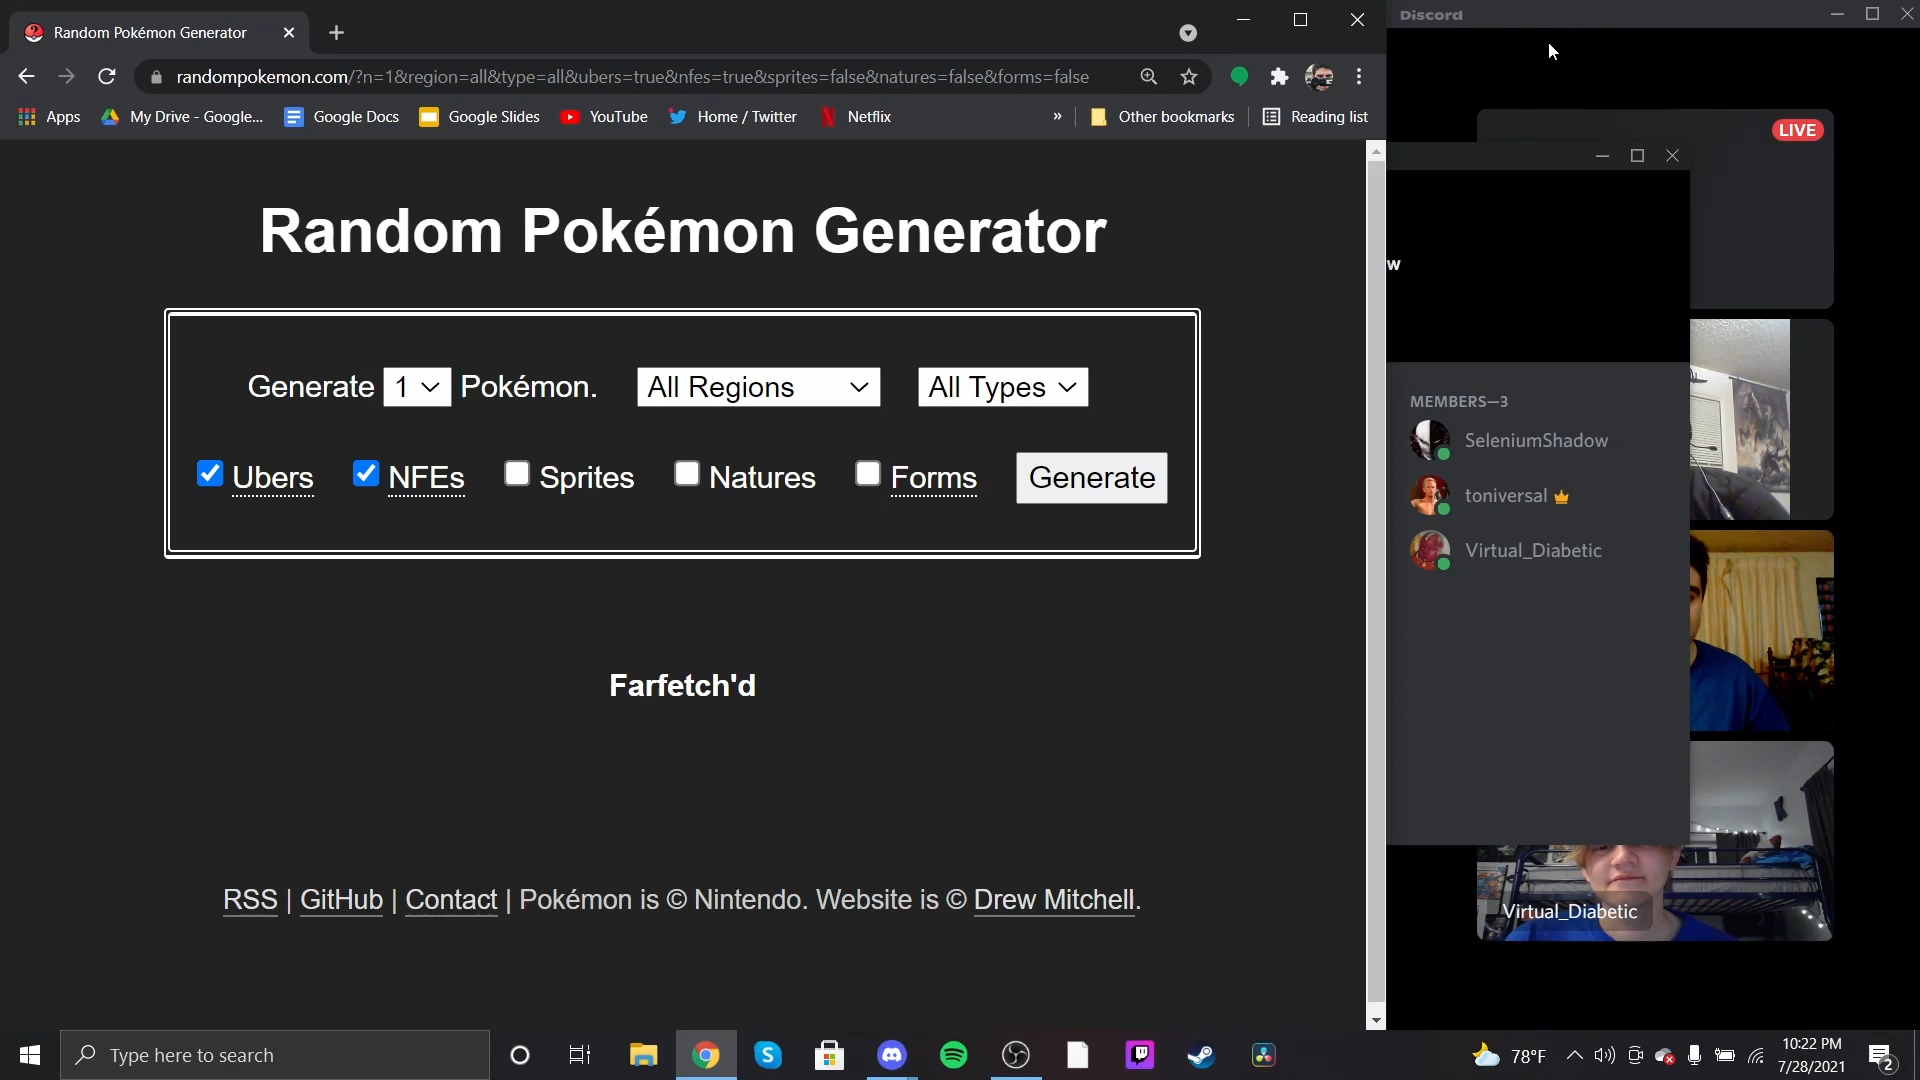 Random Pokémon Generator
randompokemon.com/?n=1&region=all&type=all&ubers=true&nfes=true&sprites=false&natures=false&forms=false
Apps
My Drive - Google...
Google Docs
Google Slides
YouTube
Home / Twitter
Netflix
»
Other bookmarks
Reading list
Random Pokémon Generator
Generate 1 Pokémon. All Regions All Types
Ubers NFEs Sprites Natures Forms Generate
Farfetch'd
RSS | GitHub | Contact | Pokémon is © Nintendo. Website is © Drew Mitchell.
Discord
LIVE
w
MEMBERS—3
SeleniumShadow
toniversal
Virtual_Diabetic
Virtual_Diabetic
Type here to search
78°F
10:22 PM
7/28/2021
2